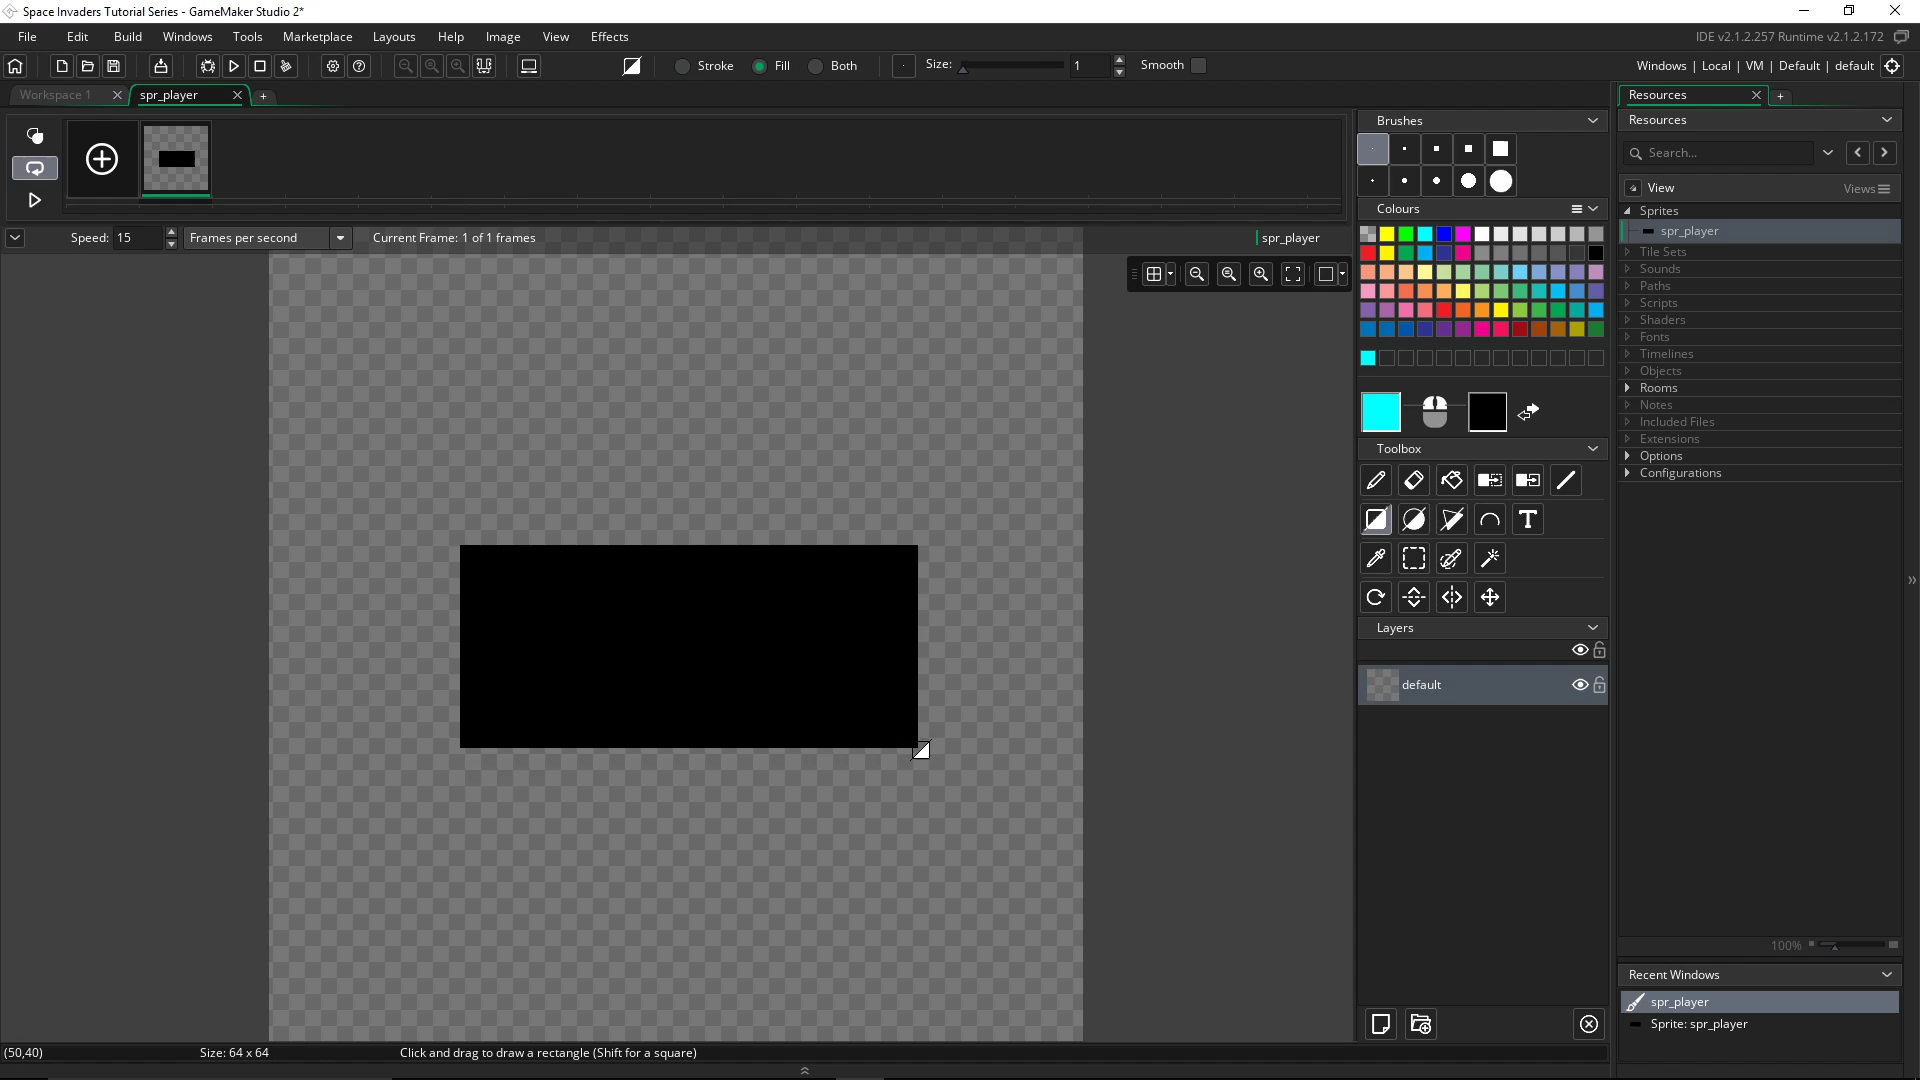 Space Invaders Tutorial Series - GameMaker Studio 2*
File Edit Build Windows Tools Marketplace Layouts Help Image View Effects
IDE v2.1.2.257 Runtime v2.1.2.172
Stroke Fill Both Size: 1 Smooth
Windows | Local | VM | Default | default
Workspace 1
spr_player
Resources
Brushes
Resources
Search...
View
Views
Colours
Sprites
spr_player
Speed: 15 Frames per second
Current Frame: 1 of 1 frames
spr_player
Tile Sets
Sounds
Paths
Scripts
Shaders
Fonts
Timelines
Objects
Rooms
Notes
Included Files
Extensions
Options
Configurations
Toolbox
T
Layers
default
100%
Recent Windows
spr_player
Sprite: spr_player
(50,40)
Size: 64 x 64
Click and drag to draw a rectangle (Shift for a square)